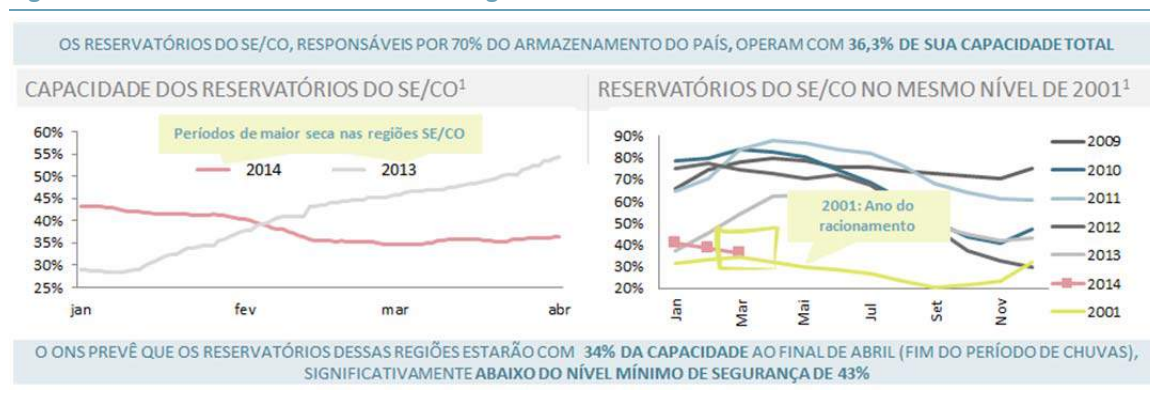 OS RESERVATÓRIOS DO SE/CO, RESPONSÁVEIS POR 70% DO ARMAZENAMENTO DO PAÍS, OPERAM COM 36,3% DE SUA CAPACIDADE TOTAL
CAPACIDADE DOS RESERVATÓRIOS DO SE/CO¹
60%
55%
50%
45%
40%
35%
30%
25%
Períodos de maior seca nas regiões SE/CO
2014
2013
jan
fev
mar
abr
RESERVATÓRIOS DO SE/CO NO MESMO NÍVEL DE 2001¹
90%
80%
70%
60%
50%
40%
30%
20%
2001: Ano do
racionamento
Jan
Mar
Mai
Jul
Set
Nov
2009
2010
2011
2012
2013
2014
2001
O ONS PREVÊ QUE OS RESERVATÓRIOS DESSAS REGIÕES ESTARÃO COM 34% DA CAPACIDADE AO FINAL DE ABRIL (FIM DO PERÍODO DE CHUVAS),
SIGNIFICATIVAMENTE ABAIXO DO NÍVEL MÍNIMO DE SEGURANÇA DE 43%